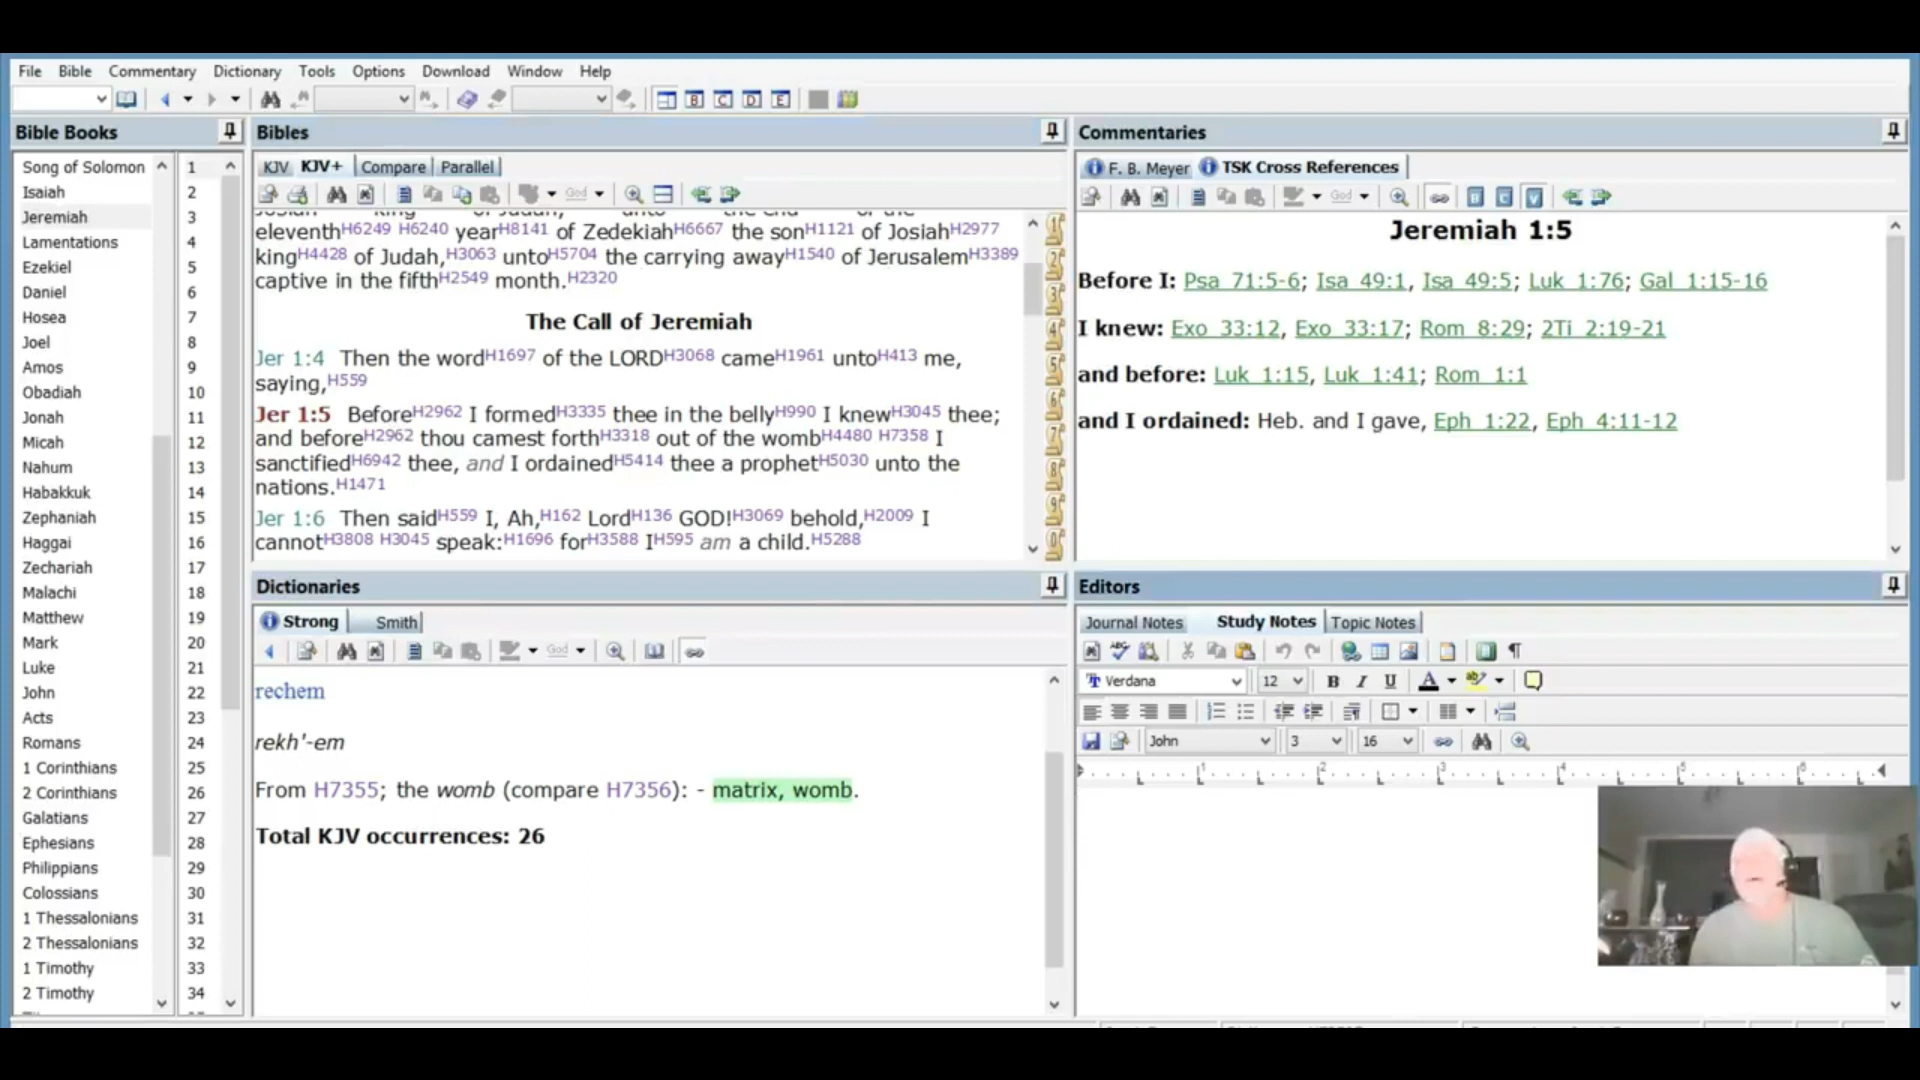 File Bible Commentary Dictionary Tools Options Download Window Help
B C D E
Bible Books
Song of Solomon
Isaiah
Jeremiah
Lamentations
Ezekiel
Daniel
Hosea
Joel
Amos
Obadiah
Jonah
Micah
Nahum
Habakkuk
Zephaniah
Haggai
Zechariah
Malachi
Matthew
Mark
Luke
John
Acts
Romans
1 Corinthians
2 Corinthians
Galatians
Ephesians
Philippians
Colossians
1 Thessalonians
2 Thessalonians
1 Timothy
2 Timothy
1
2
3
4
5
6
7
8
9
10
11
12
13
14
15
16
17
18
19
20
21
22
23
24
25
26
27
28
29
30
31
32
33
34
Bibles
KJV KJV+ Compare Parallel
God
eleventhH6249 H6240 yearH8141 of ZedekiahH6667 the sonH1121 of JosiahH2977
kingH4428 of Judah,H3063 untoH5704 the carrying awayH1540 of JerusalemH3389
captive in the fifthH2549 month.H2320
The Call of Jeremiah
Jer 1:4 Then the wordH1697 of the LORDH3068 cameH1961 untoH413 me,
saying,H559
Jer 1:5 BeforeH2962 I formedH3335 thee in the bellyH990 I knewH3045 thee;
and beforeH2962 thou camest forthH3318 out of the wombH4480 H7358 I
sanctifiedH6942 thee, and I ordainedH5414 thee a prophetH5030 unto the
nations.H1471
Jer 1:6 Then saidH559 I, Ah,H162 LordH136 GOD!H3069 behold,H2009 I
cannotH3808 H3045 speak:H1696 forH3588 IH595 am a child.H5288
Commentaries
F. B. Meyer TSK Cross References
God
Jeremiah 1:5
Before I: Psa 71:5-6; Isa 49:1, Isa 49:5; Luk 1:76; Gal 1:15-16
I knew: Exo 33:12, Exo 33:17; Rom 8:29; 2Ti 2:19-21
and before: Luk 1:15, Luk 1:41; Rom 1:1
and I ordained: Heb. and I gave, Eph 1:22, Eph 4:11-12
Dictionaries
Strong Smith
God
rechem
rekh'-em
From H7355; the womb (compare H7356): - matrix, womb.
Total KJV occurrences: 26
Editors
Journal Notes Study Notes Topic Notes
Verdana 12 B I U A
John 3 16
1 2 3 4 5 6